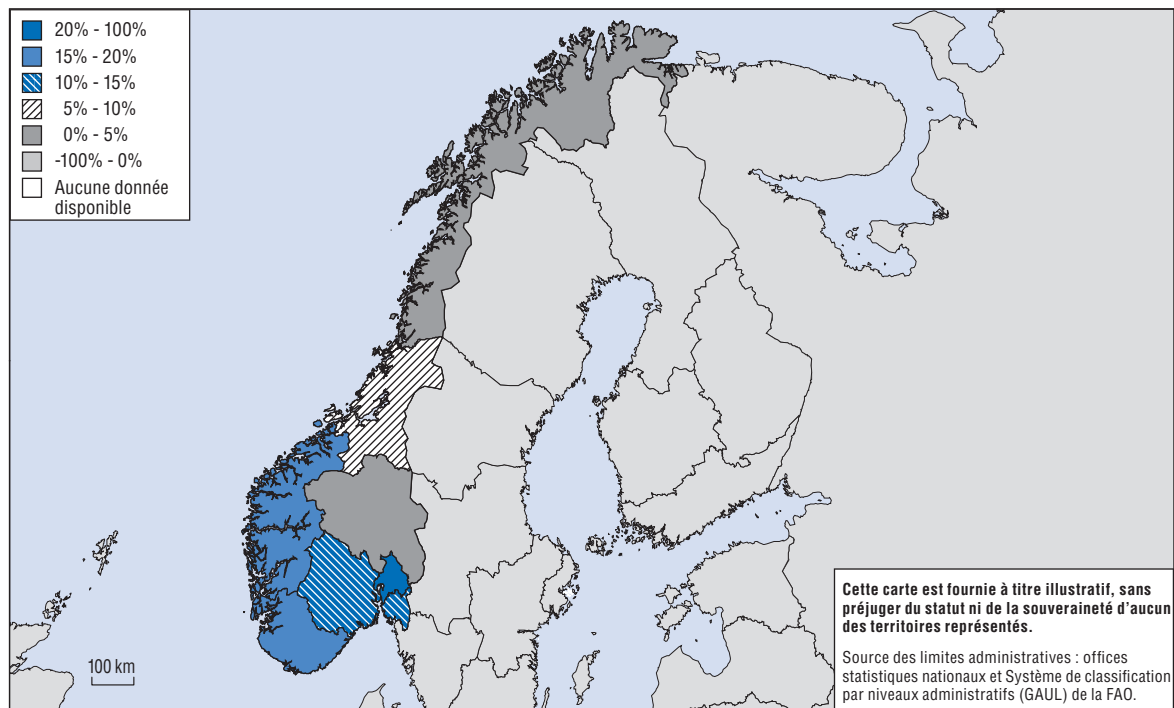 20% - 100%
15% - 20%
10% - 15%
5% - 10%
0% - 5%
-100% - 0%
Aucune donnée
disponible
100 km
Cette carte est fournie à titre illustratif, sans
préjuger du statut ni de la souveraineté d'aucun
des territoires représentés.
Source des limites administratives : offices
statistiques nationaux et Système de classification
par niveaux administratifs (GAUL) de la FAO.